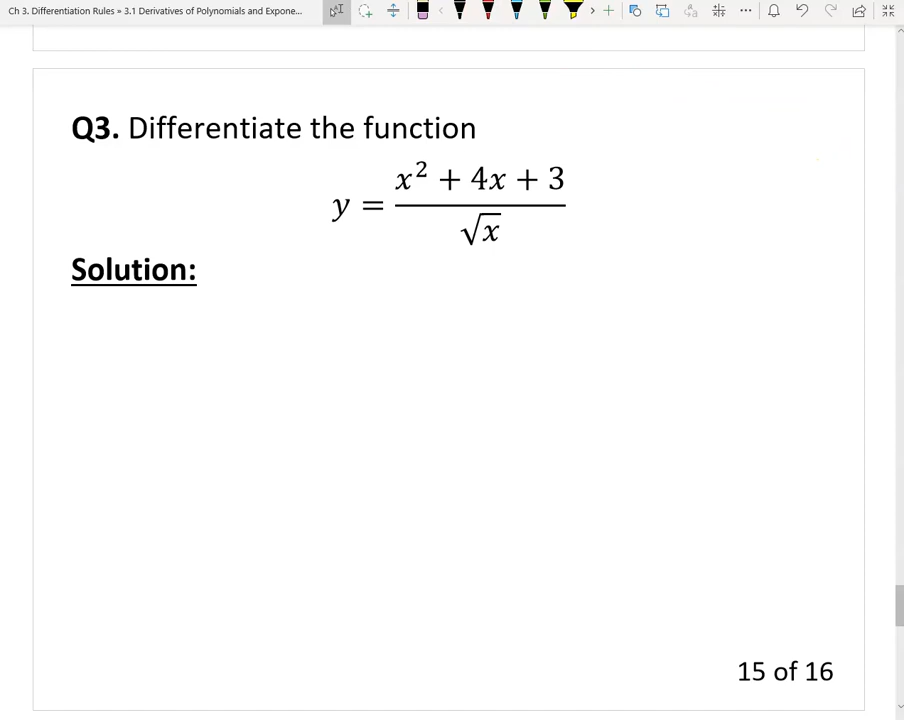 Ch 3. Differentiation Rules » 3.1 Derivatives of Polynomials and Expone...
Q3. Differentiate the function
y = (x² + 4x + 3)/√x
Solution:
15 of 16